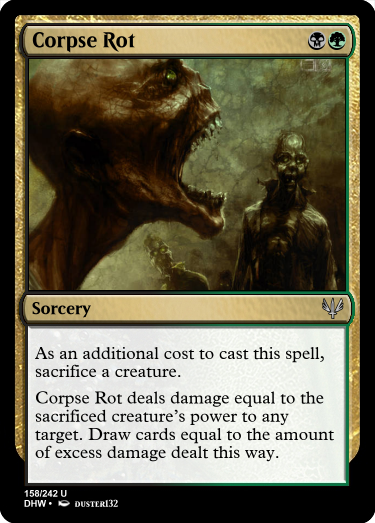 Corpse Rot
Sorcery
As an additional cost to cast this spell,
sacrifice a creature.
Corpse Rot deals damage equal to the
sacrificed creature's power to any
target. Draw cards equal to the amount
of excess damage dealt this way.
158/242 U
DHW • DUSTER132